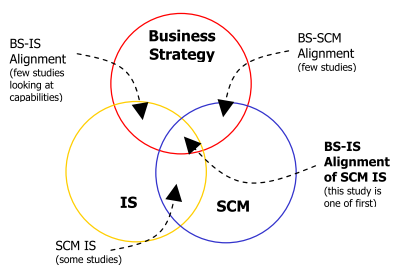 Business
Strategy
BS-IS
Alignment
(few studies
looking at
capabilities)
BS-SCM
Alignment
(few studies)
BS-IS
Alignment
of SCM IS
(this study is
one of first)
IS
SCM
SCM IS
(some studies)